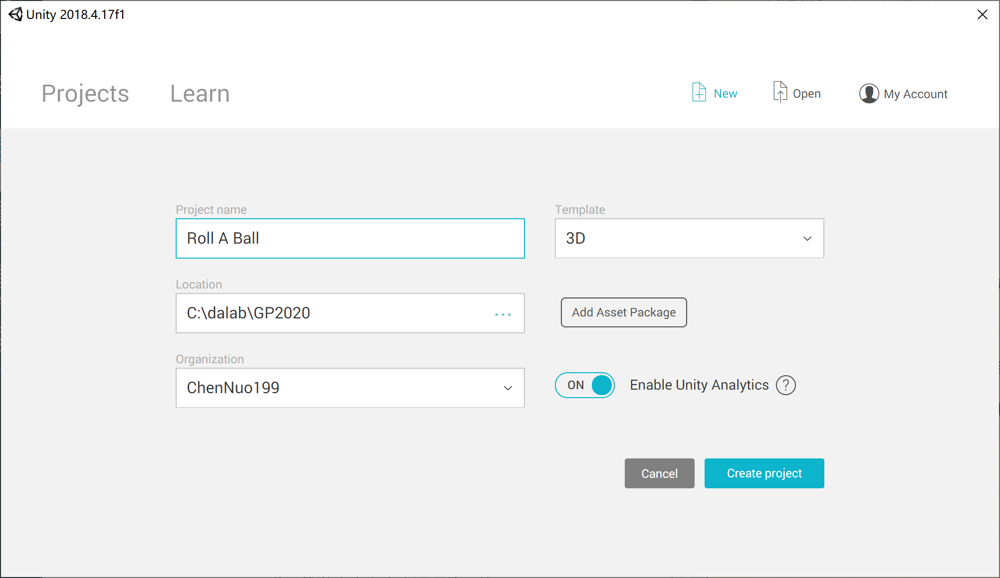 Unity 2018.4.17f1
Projects
Learn
New
Open
My Account
Project name
Roll A Ball
Template
3D
Location
C:\dalab\GP2020
...
Add Asset Package
Organization
ChenNuo199
ON
Enable Unity Analytics
?
Cancel
Create project